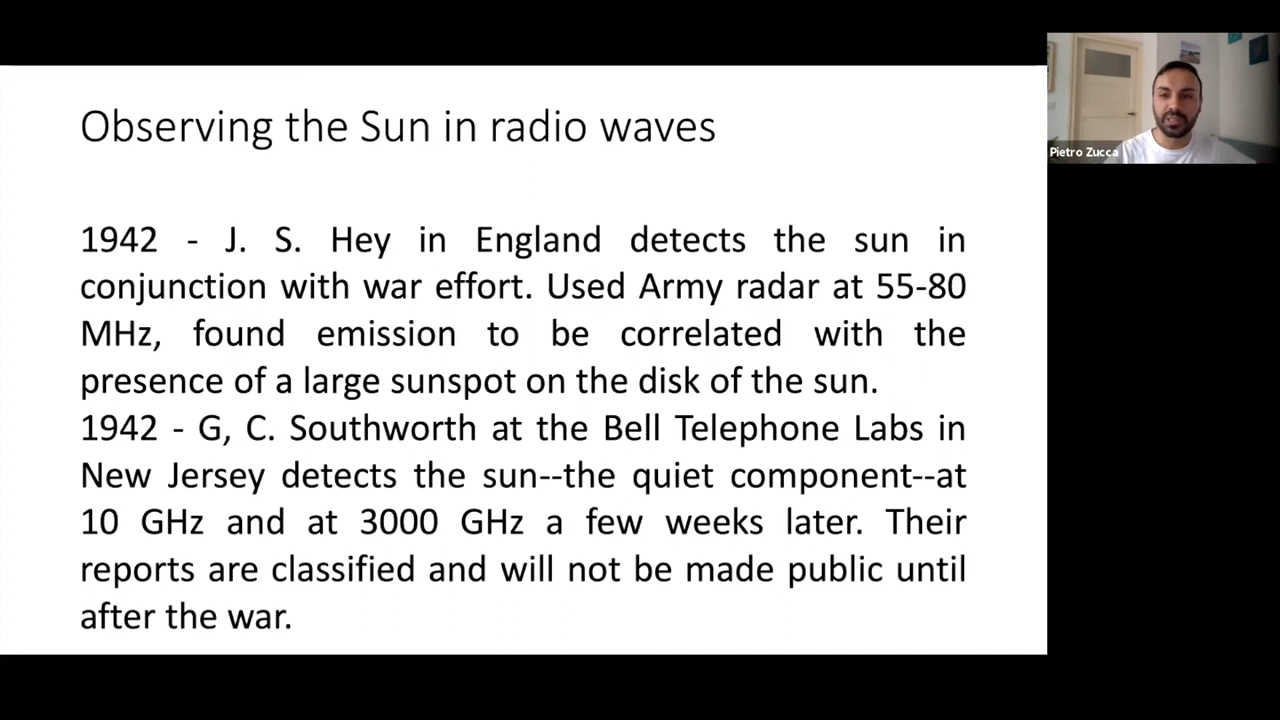 Observing the Sun in radio waves
1942 - J. S. Hey in England detects the sun in
conjunction with war effort. Used Army radar at 55-80
MHz, found emission to be correlated with the
presence of a large sunspot on the disk of the sun.
1942 - G, C. Southworth at the Bell Telephone Labs in
New Jersey detects the sun--the quiet component--at
10 GHz and at 3000 GHz a few weeks later. Their
reports are classified and will not be made public until
after the war.
Pietro Zucca